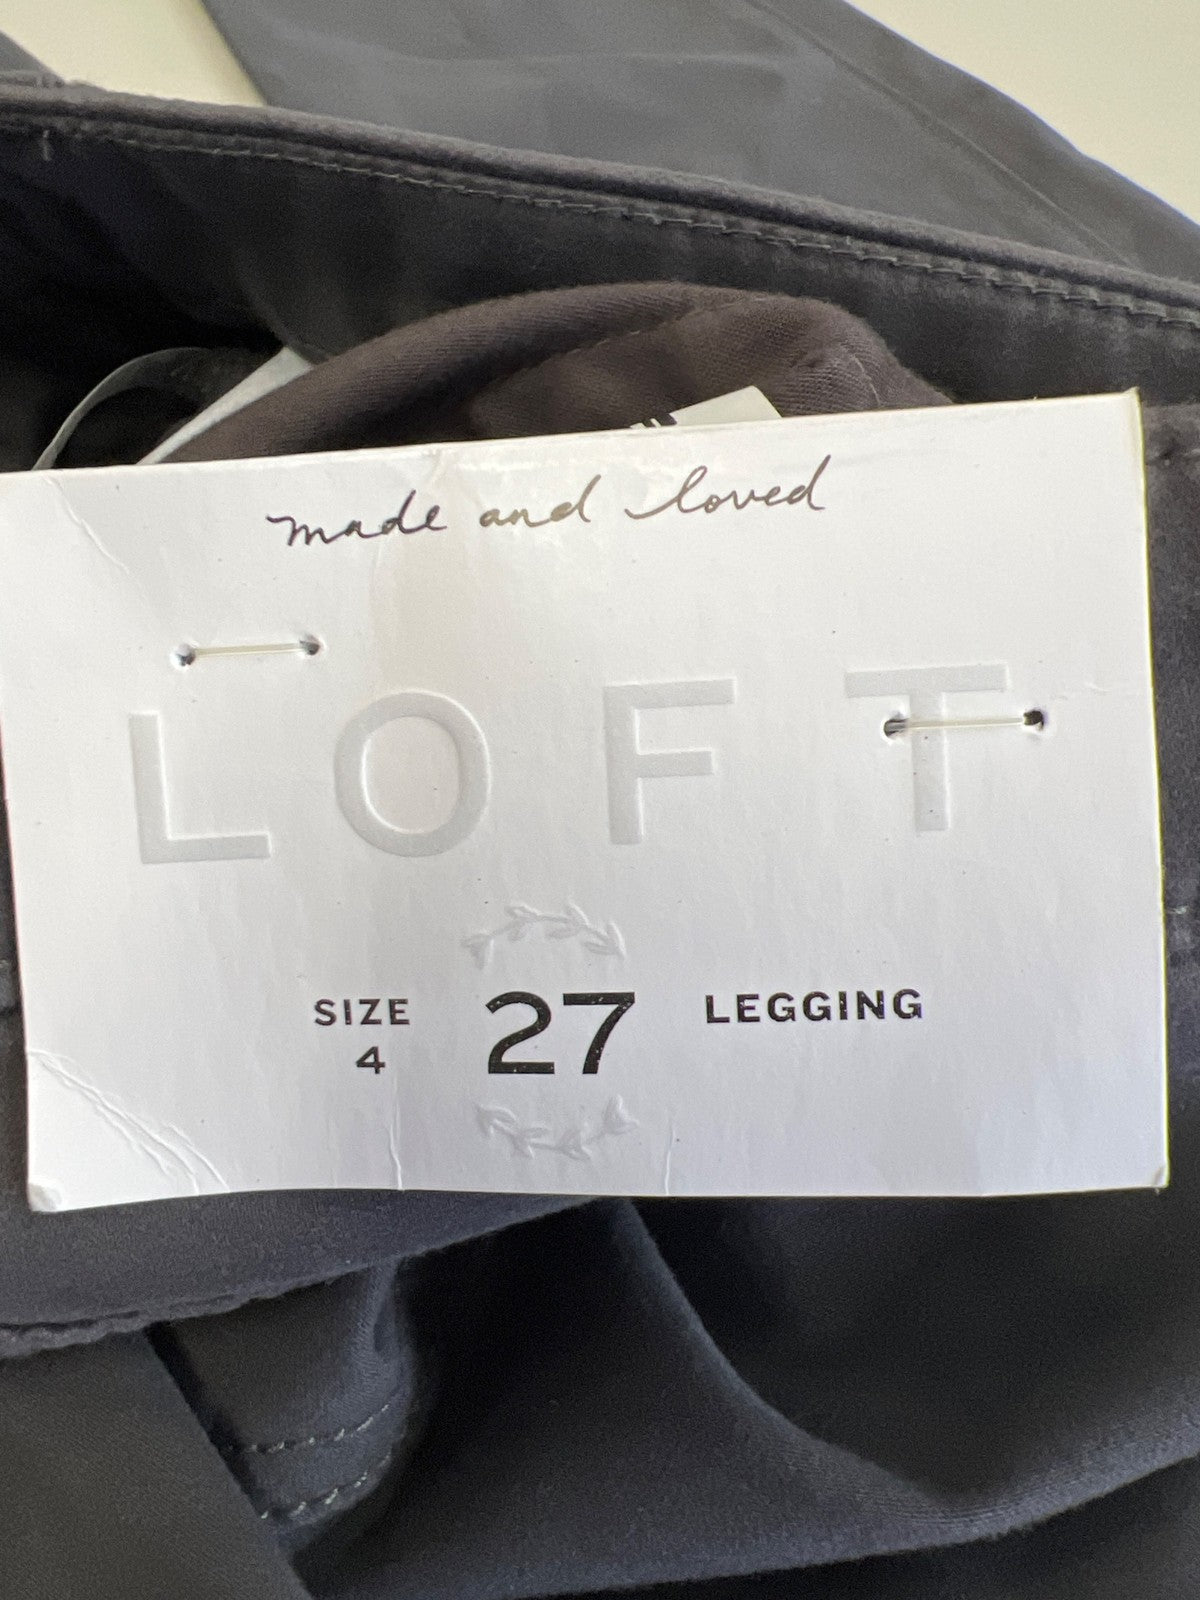 made and loved
LOFT
SIZE 27 LEGGING
4